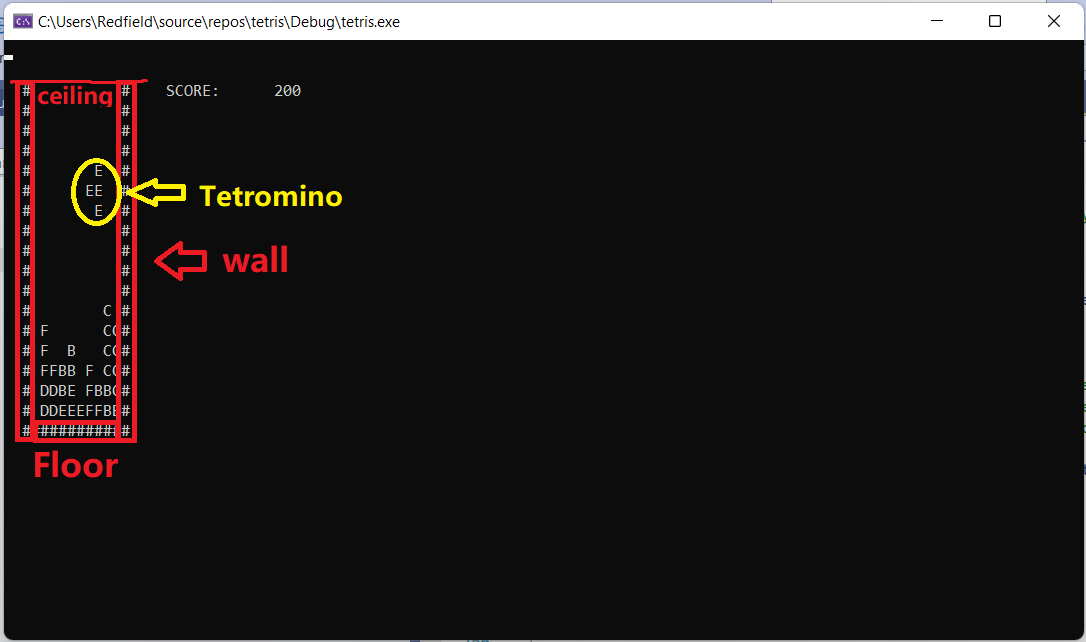 C:\Users\Redfield\source\repos\tetris\Debug\tetris.exe
# ceiling # SCORE: 200
# #
# #
# #
# E #
# EE # Tetromino
# E #
# #
# # wall
# #
# #
# C #
# F CC#
# F B CC#
# FFBB F CC#
# DDBE FBBC#
# DDEEEFFBE#
# #########
Floor